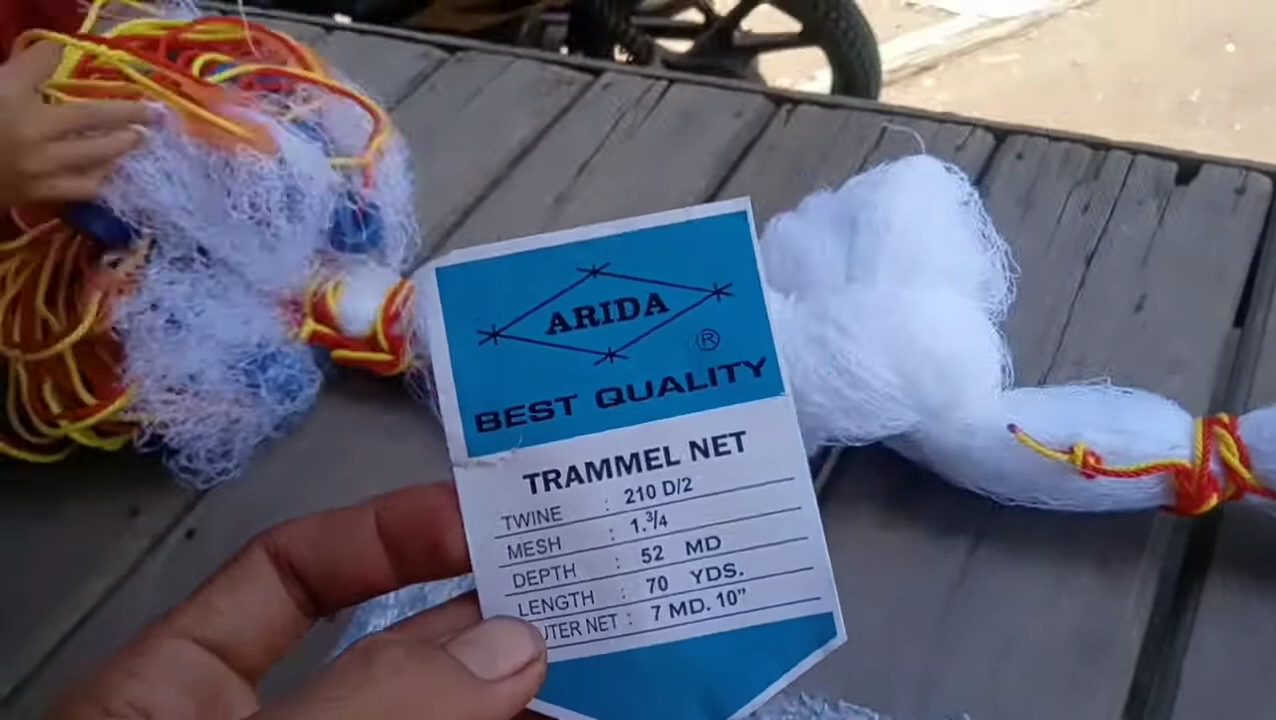 ARIDA
®
BEST QUALITY
TRAMMEL NET
TWINE : 210 D/2
MESH : 1.3/4
DEPTH : 52 MD
LENGTH : 70 YDS.
UTER NET : 7 MD. 10"